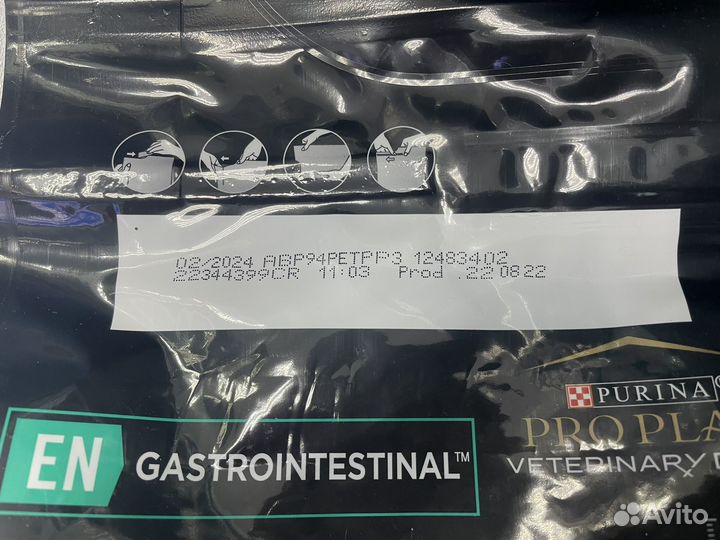 02/2024 ABP94PETPP3 12483402
22344399CR 11:03 Prod .220822
PURINA
PRO PLA
VETERINARY D
EN GASTROINTESTINAL™
Avito